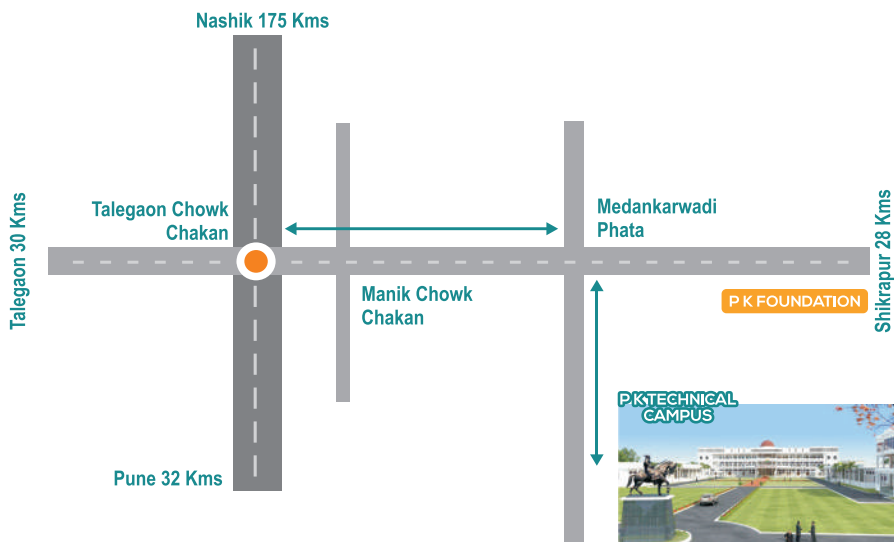 Nashik 175 Kms
Talegaon 30 Kms
Talegaon Chowk
Chakan
Medankarwadi
Phata
Shikrapur 28 Kms
Manik Chowk
Chakan
P K FOUNDATION
P K TECHNICAL
CAMPUS
Pune 32 Kms